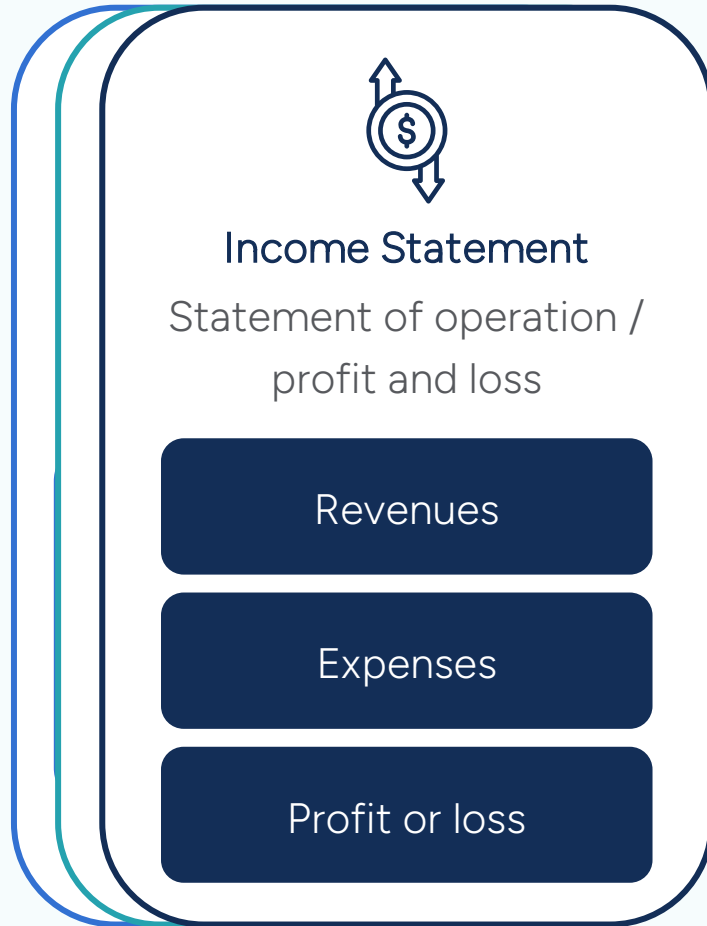 $
Income Statement
Statement of operation /
profit and loss
Revenues
Expenses
Profit or loss